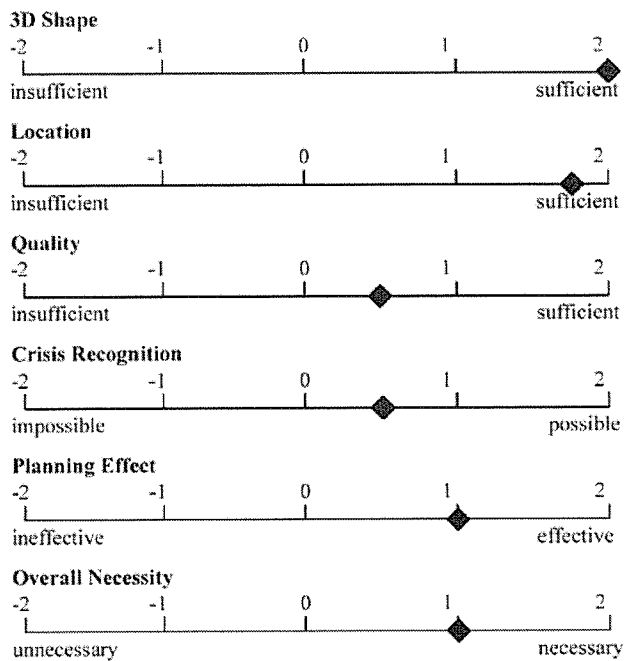 3D Shape
-2 -1 0 1 2
insufficient sufficient
Location
-2 -1 0 1 2
insufficient sufficient
Quality
-2 -1 0 1 2
insufficient sufficient
Crisis Recognition
-2 -1 0 1 2
impossible possible
Planning Effect
-2 -1 0 1 2
ineffective effective
Overall Necessity
-2 -1 0 1 2
unnecessary necessary